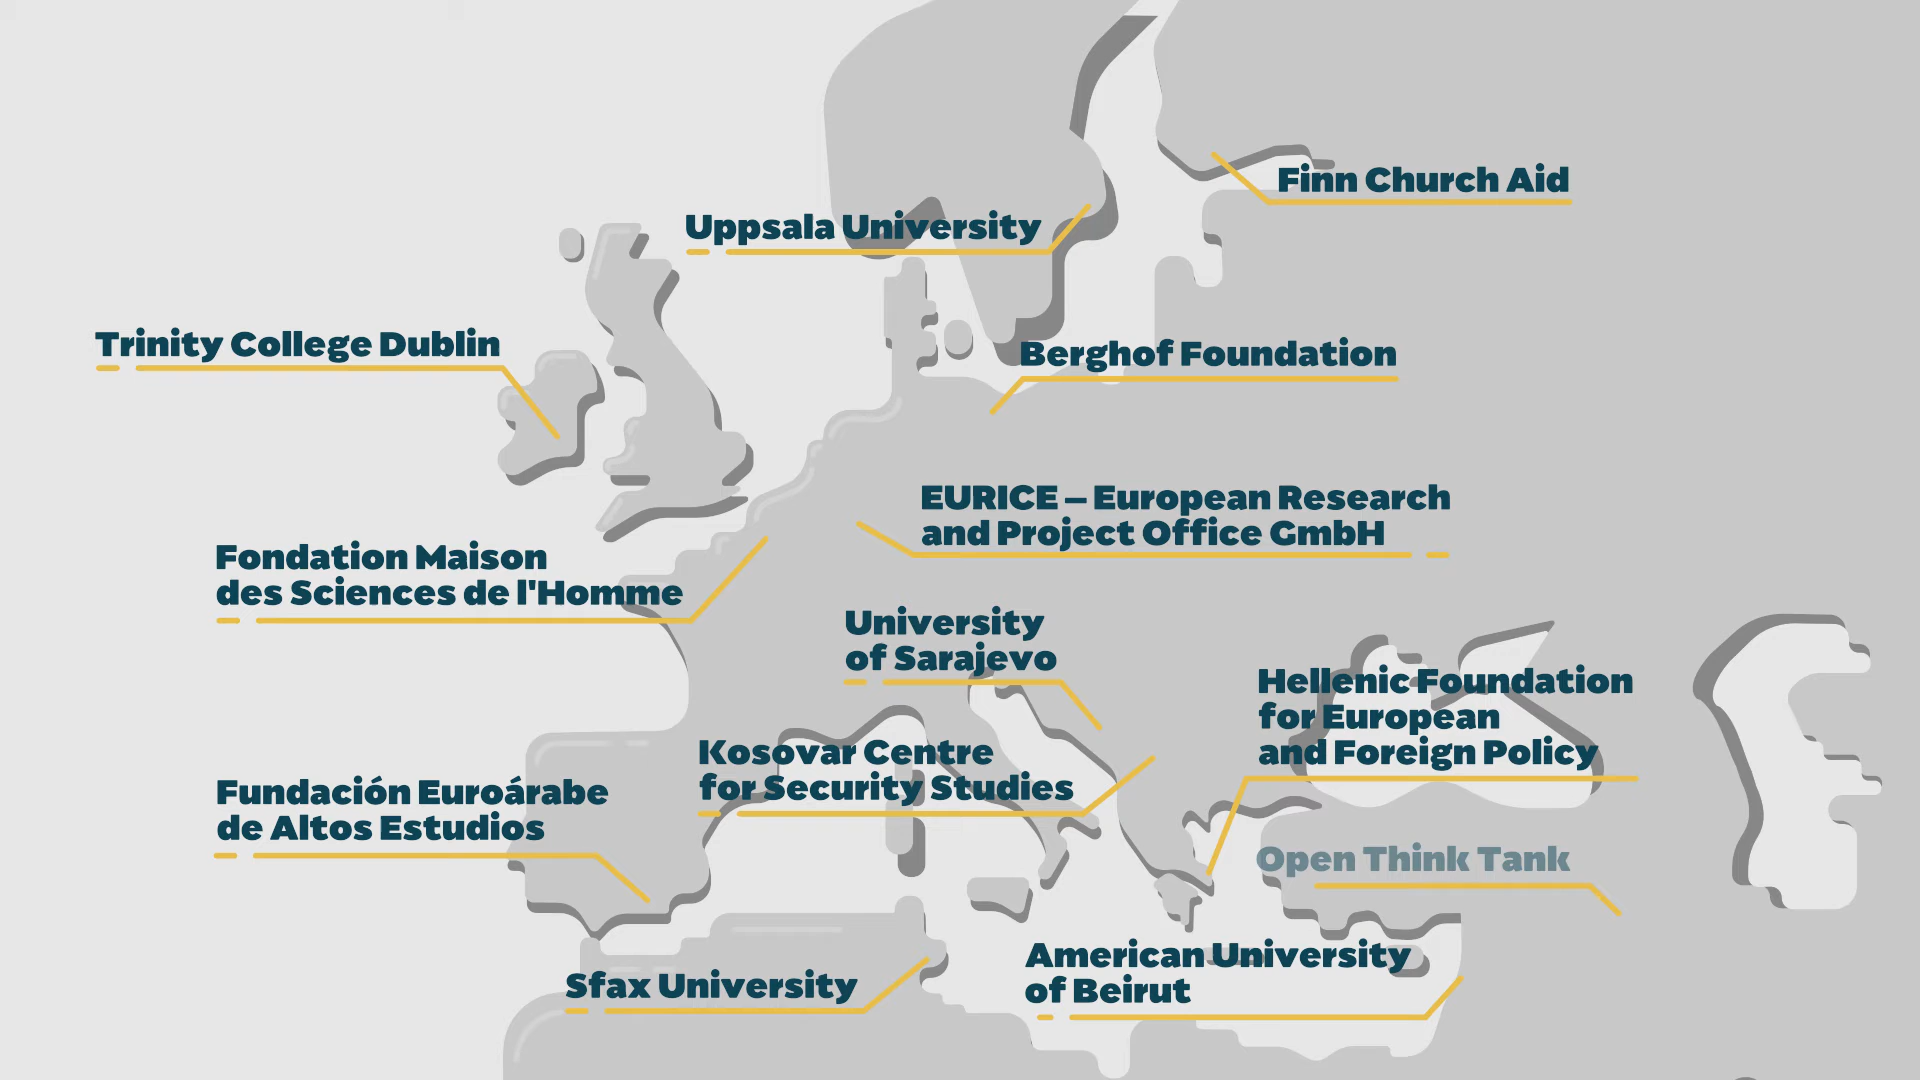 Finn Church Aid
Uppsala University
Trinity College Dublin
Berghof Foundation
EURICE – European Research
and Project Office GmbH
Fondation Maison
des Sciences de l'Homme
University
of Sarajevo
Hellenic Foundation
for European
and Foreign Policy
Kosovar Centre
for Security Studies
Fundación Euroárabe
de Altos Estudios
Open Think Tank
American University
of Beirut
Sfax University